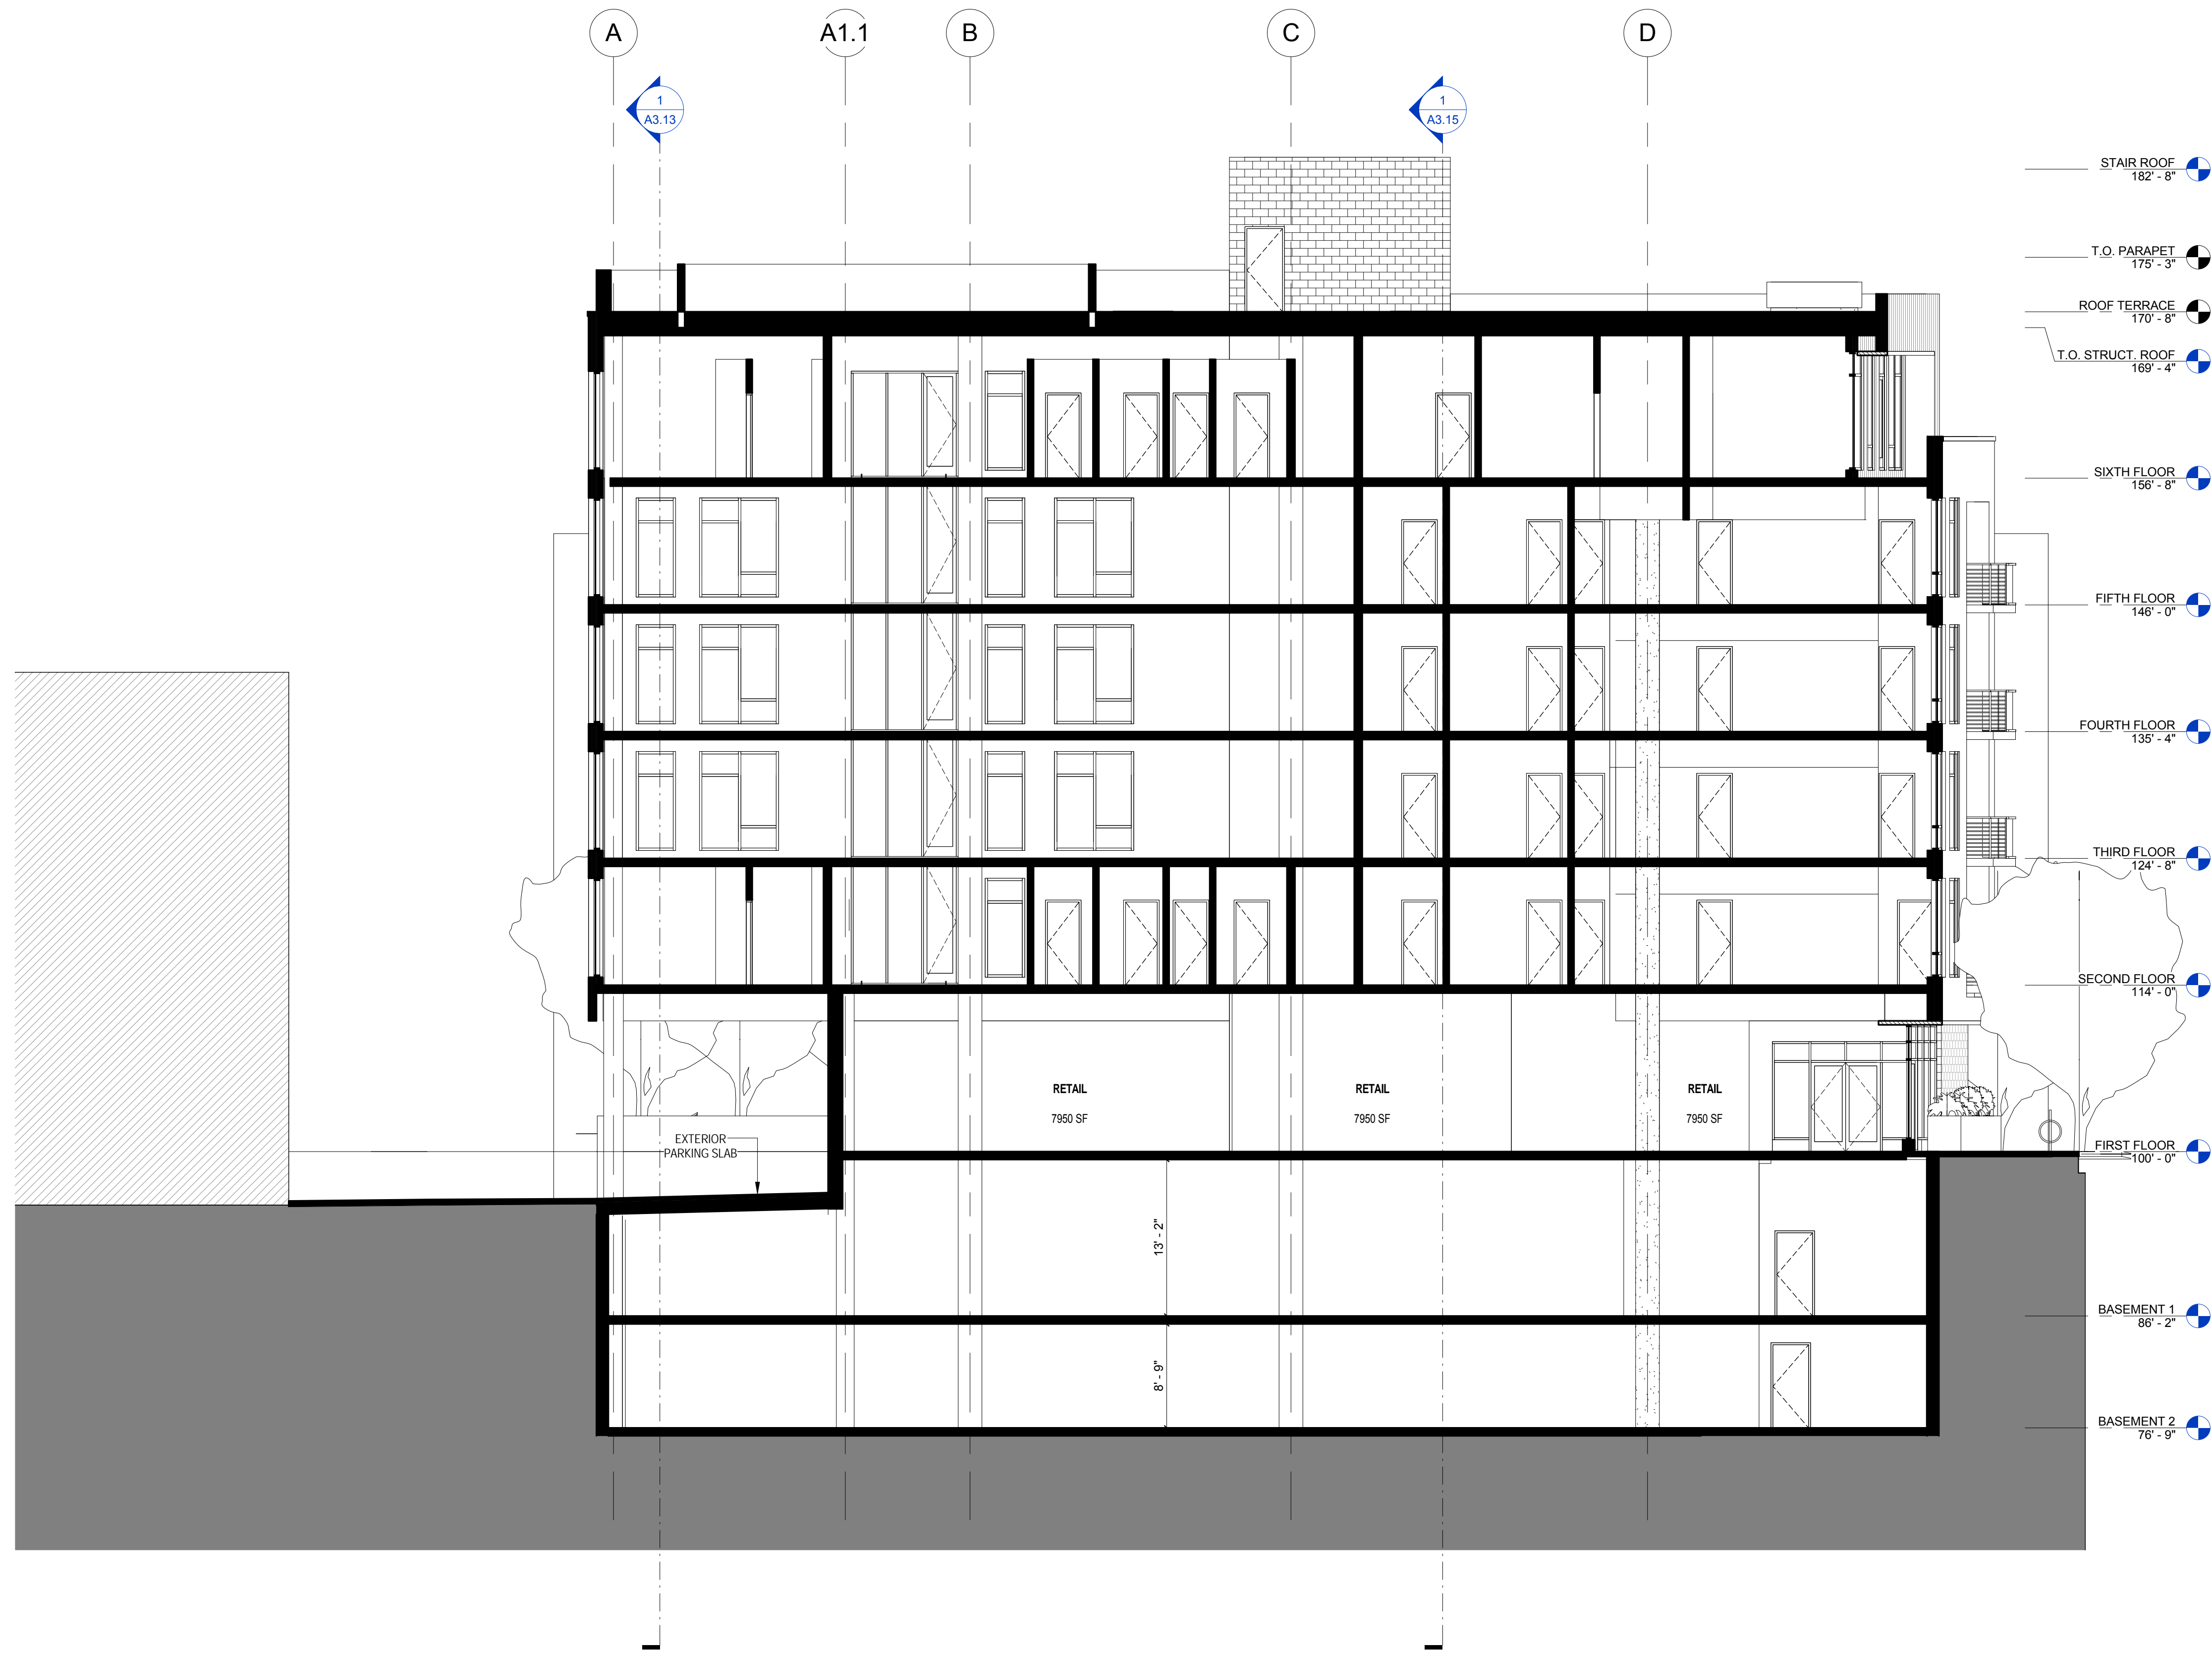 A
A1.1
B
C
D
1
A3.13
1
A3.15
STAIR ROOF
182' - 8"
T.O. PARAPET
175' - 3"
ROOF TERRACE
170' - 8"
T.O. STRUCT. ROOF
169' - 4"
SIXTH FLOOR
156' - 8"
FIFTH FLOOR
146' - 0"
FOURTH FLOOR
135' - 4"
THIRD FLOOR
124' - 8"
SECOND FLOOR
114' - 0"
RETAIL
7950 SF
RETAIL
7950 SF
RETAIL
7950 SF
EXTERIOR
PARKING SLAB
FIRST FLOOR
100' - 0"
13' - 2"
BASEMENT 1
86' - 2"
8' - 9"
BASEMENT 2
76' - 9"